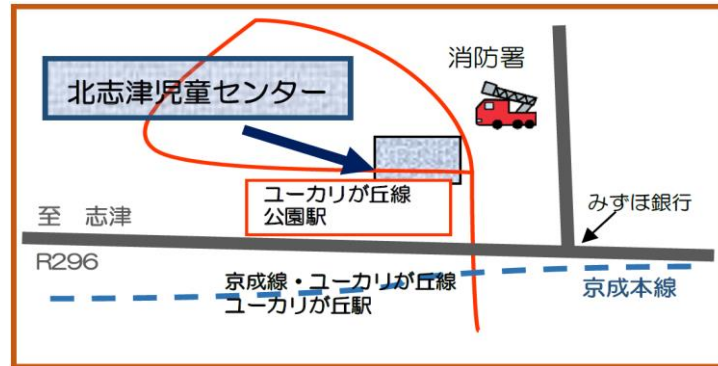 消防署
北志津児童センター
ユーカリが丘線
公園駅
みずほ銀行
至　志津
R296
京成線・ユーカリが丘線
ユーカリが丘駅
京成本線